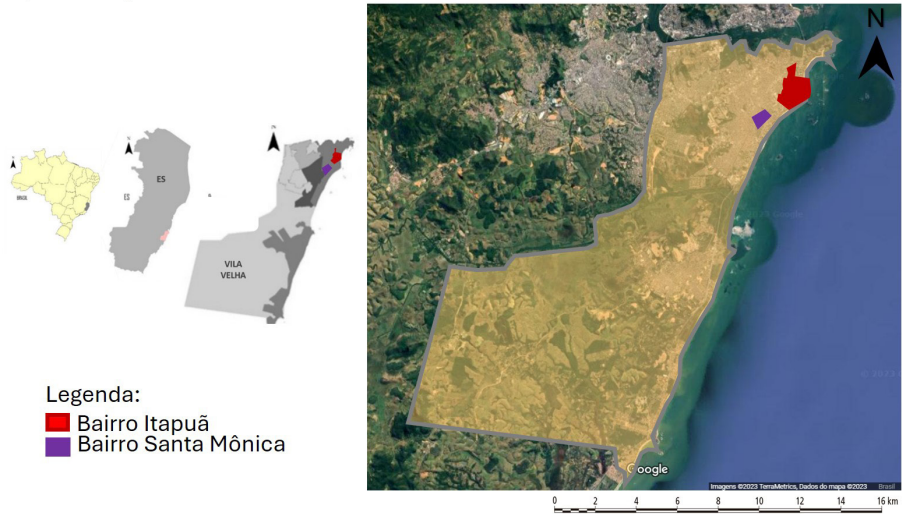 N
ES
ES
VILA
VELHA
Legenda:
Bairro Itapuã
Bairro Santa Mônica
Google
Imagens ©2023 TerraMetrics, Dados do mapa ©2023 Brasil
0 2 4 6 8 10 12 14 16 km